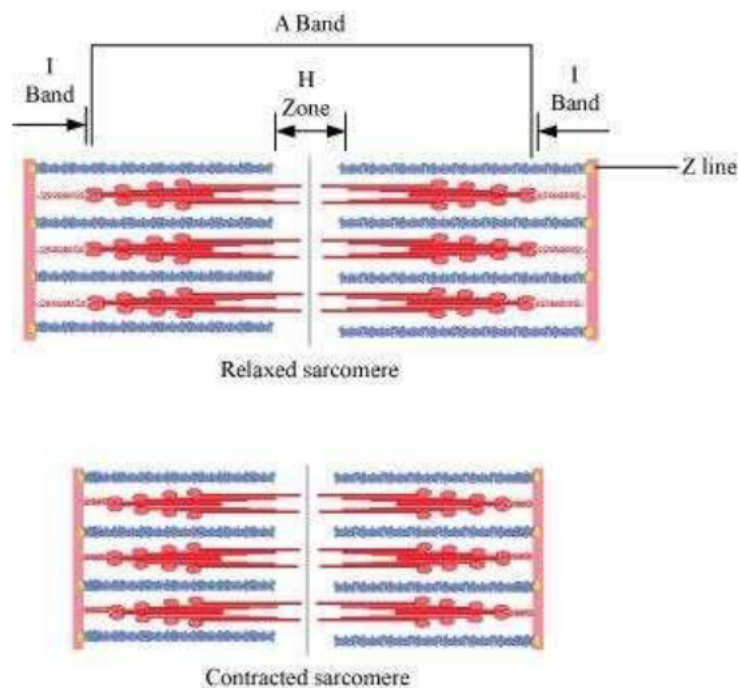 A Band
I
Band
H
Zone
I
Band
Z line
Relaxed sarcomere
Contracted sarcomere